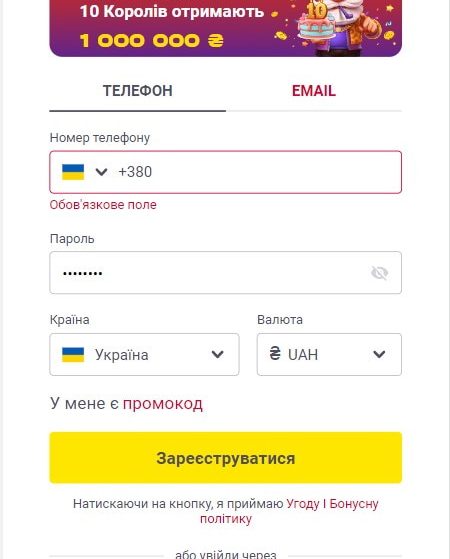 10 Королів отримають
1 000 000 ₴
10
ТЕЛЕФОН EMAIL
Номер телефону
+380
Обов'язкове поле
Пароль
••••••••
Країна Валюта
Україна ₴ UAH
У мене є промокод
Зареєструватися
Натискаючи на кнопку, я приймаю Угоду І Бонусну
політику
або увійди через